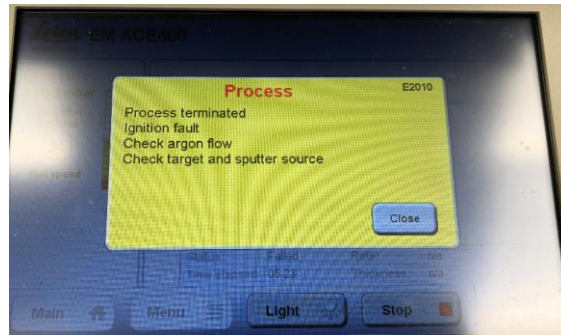 Leica EM ACE600
Process
E2010
Process terminated
Ignition fault
Check argon flow
Check target and sputter source
Close
Status: Failed Rate: n/a
Time elapsed 05:23 Thickness n/a
Main
Menu
Light
Stop